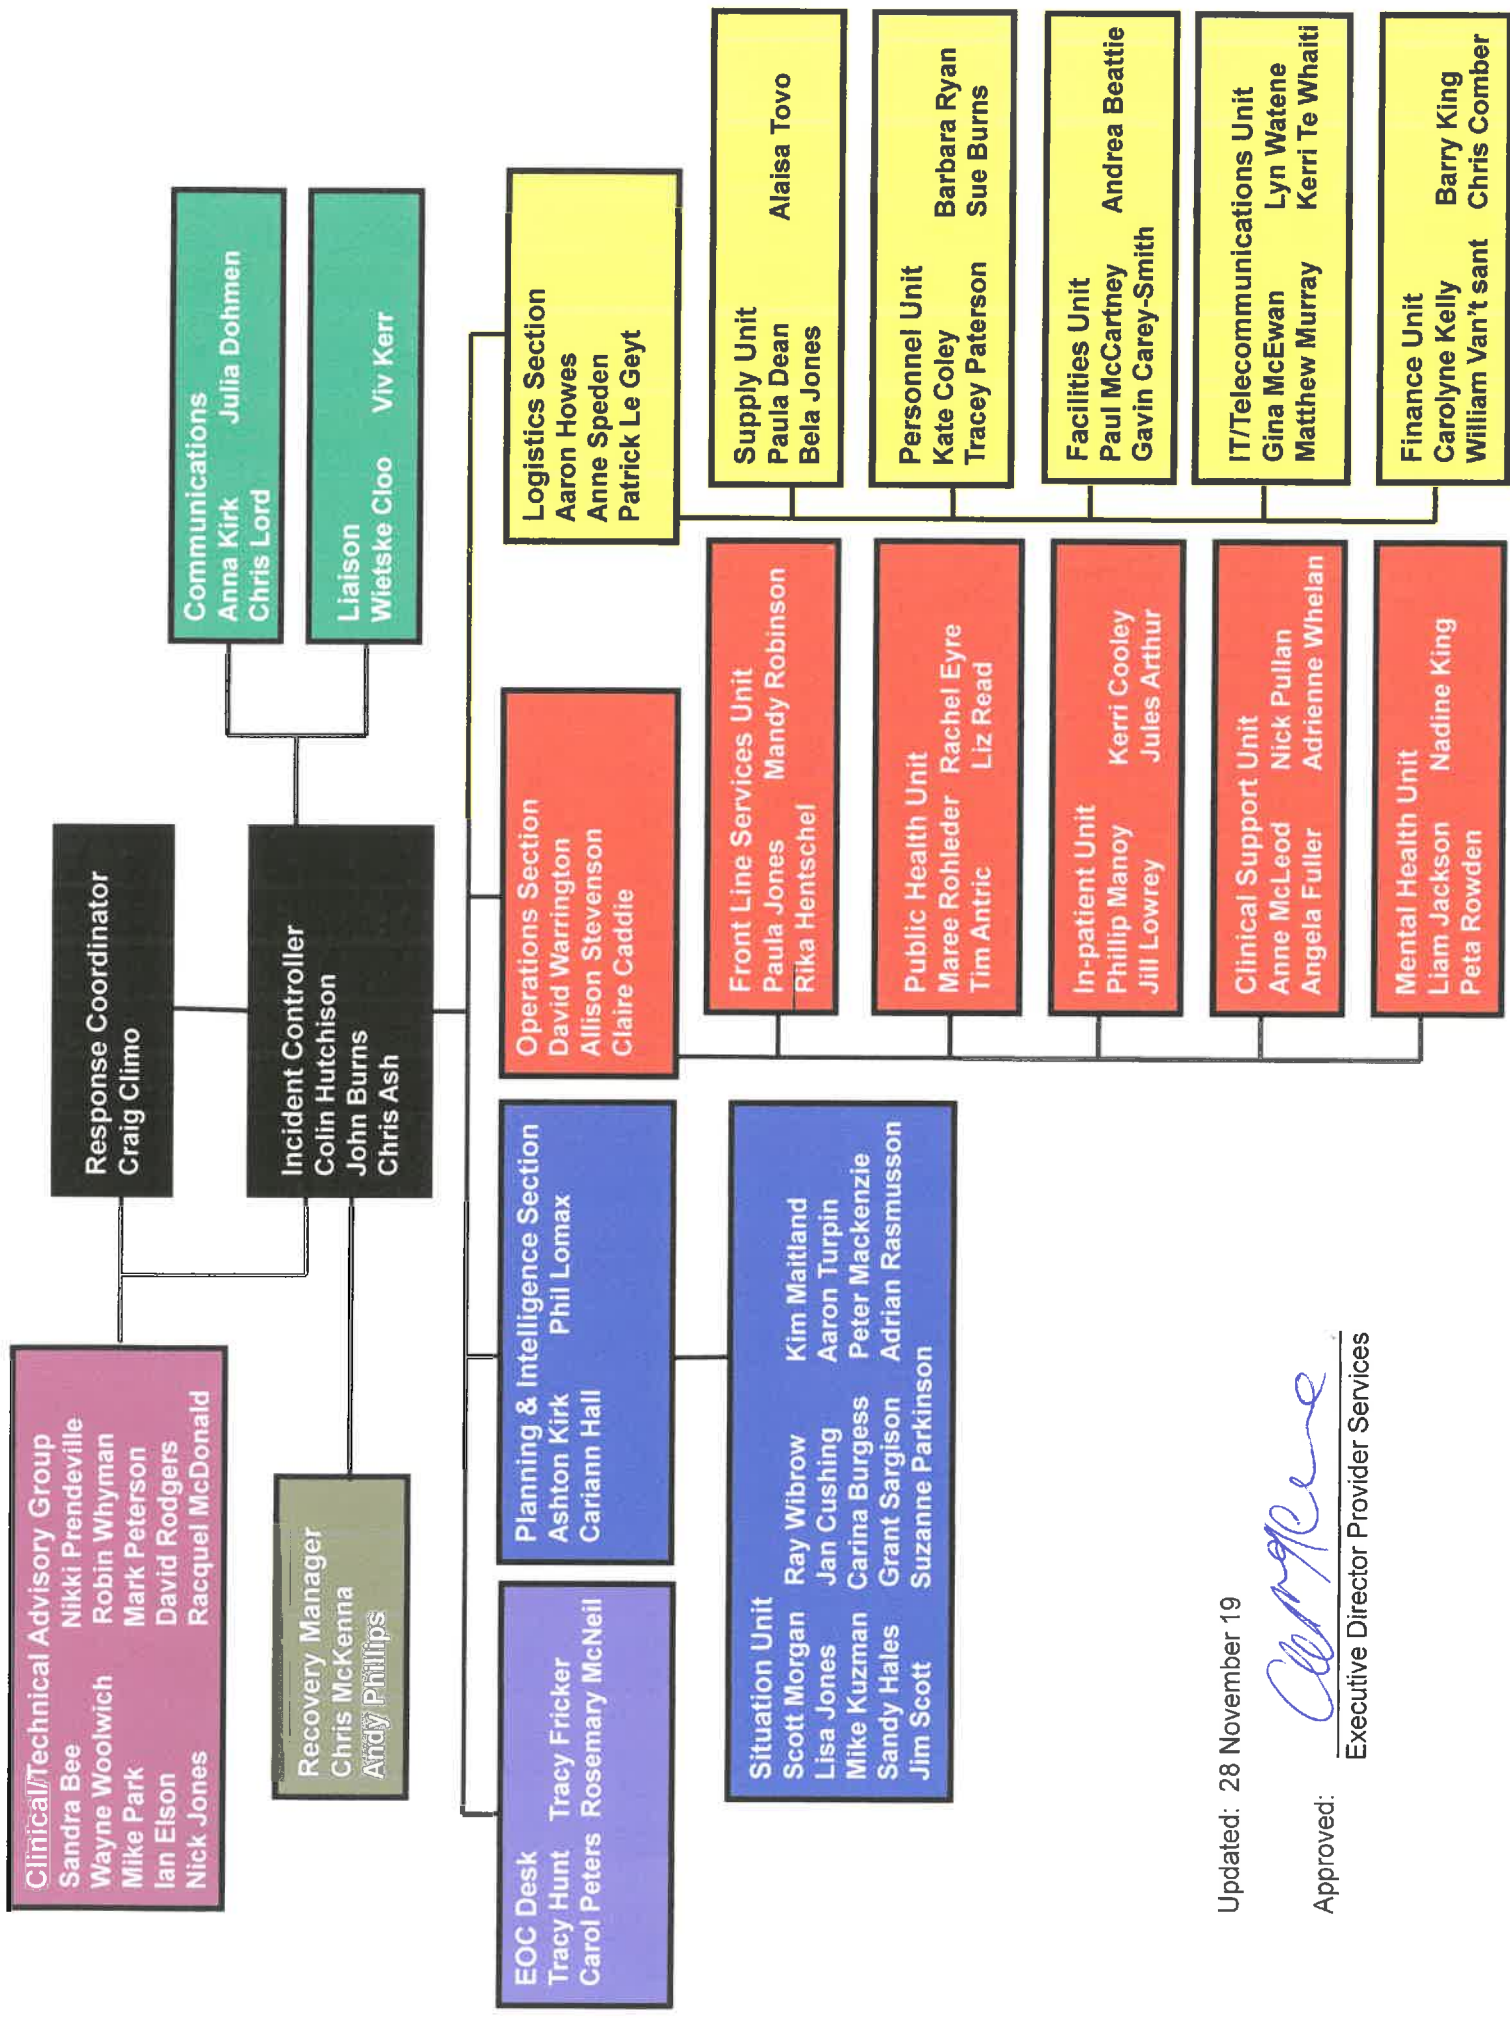 Clinical/Technical Advisory Group
Sandra Bee Nikki Prendeville
Wayne Woolwich Robin Whyman
Mike Park Mark Peterson
Ian Elson David Rodgers
Nick Jones Racquel McDonald
Response Coordinator
Craig Climo
Communications
Anna Kirk Julia Dohmen
Chris Lord
Recovery Manager
Chris McKenna
Andy Phillips
Incident Controller
Colin Hutchison
John Burns
Chris Ash
Liaison
Wietske Cloo Viv Kerr
EOC Desk
Tracy Hunt Tracy Fricker
Carol Peters Rosemary McNeil
Planning & Intelligence Section
Ashton Kirk Phil Lomax
Cariann Hall
Operations Section
David Warrington
Allison Stevenson
Claire Caddie
Logistics Section
Aaron Howes
Anne Speden
Patrick Le Geyt
Situation Unit
Scott Morgan Ray Wibrow Kim Maitland
Lisa Jones Jan Cushing Aaron Turpin
Mike Kuzman Carina Burgess Peter Mackenzie
Sandy Hales Grant Sargison Adrian Rasmusson
Jim Scott Suzanne Parkinson
Front Line Services Unit
Paula Jones Mandy Robinson
Rika Hentschel
Public Health Unit
Maree Rohleder Rachel Eyre
Tim Antric Liz Read
In-patient Unit
Phillip Manoy Kerri Cooley
Jill Lowrey Jules Arthur
Clinical Support Unit
Anne McLeod Nick Pullan
Angela Fuller Adrienne Whelan
Mental Health Unit
Liam Jackson Nadine King
Peta Rowden
Supply Unit
Paula Dean Alaisa Tovo
Bela Jones
Personnel Unit
Kate Coley Barbara Ryan
Tracey Paterson Sue Burns
Facilities Unit
Paul McCartney Andrea Beattie
Gavin Carey-Smith
IT/Telecommunications Unit
Gina McEwan Lyn Watene
Matthew Murray Kerri Te Whaiti
Finance Unit
Carolyne Kelly Barry King
William Van't sant Chris Comber
Updated: 28 November 19
Approved:
Executive Director Provider Services